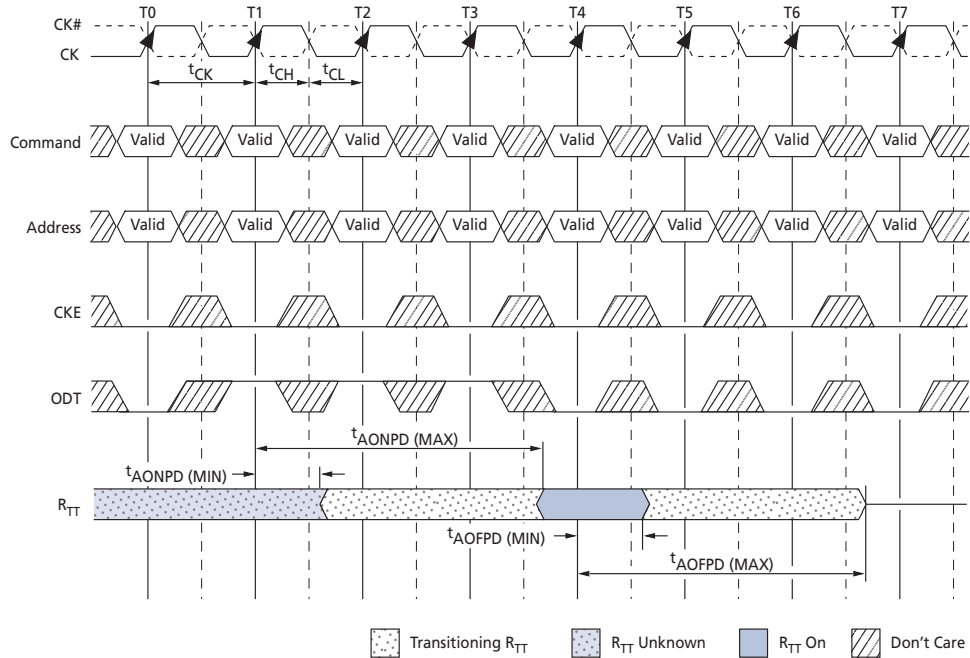 T0 T1 T2 T3 T4 T5 T6 T7
CK#
CK
tCK tCH tCL
Command Valid Valid Valid Valid Valid Valid Valid Valid
Address Valid Valid Valid Valid Valid Valid Valid Valid
CKE
ODT
tAONPD (MAX)
tAONPD (MIN)
RTT
tAOFPD (MIN)
tAOFPD (MAX)
Transitioning RTT RTT Unknown RTT On Don't Care